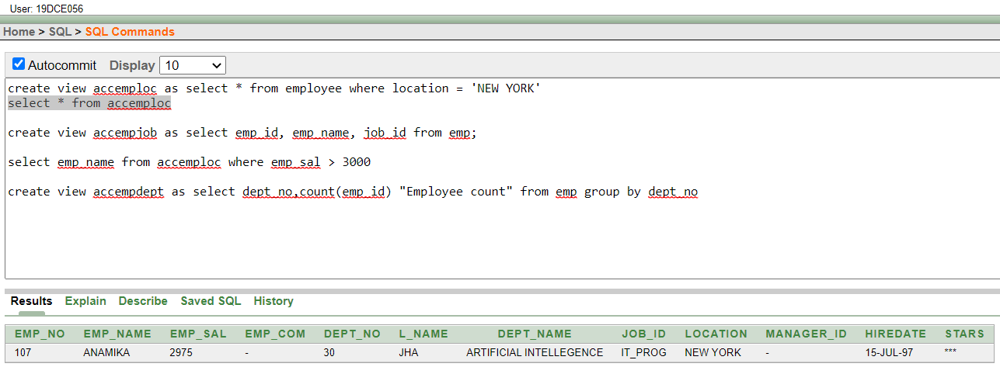 User: 19DCE056
Home > SQL > SQL Commands
Autocommit Display 10
create view accemploc as select * from employee where location = 'NEW YORK'
select * from accemploc
create view accempjob as select emp_id, emp_name, job_id from emp;
select emp_name from accemploc where emp_sal > 3000
create view accempdept as select dept_no,count(emp_id) "Employee count" from emp group by dept_no
Results Explain Describe Saved SQL History
EMP_NO EMP_NAME EMP_SAL EMP_COM DEPT_NO L_NAME DEPT_NAME JOB_ID LOCATION MANAGER_ID HIREDATE STARS
107 ANAMIKA 2975 - 30 JHA ARTIFICIAL INTELLEGENCE IT_PROG NEW YORK - 15-JUL-97 ***